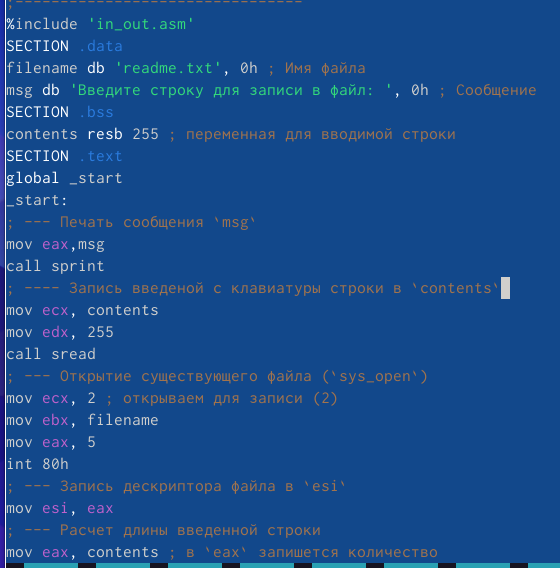 ;--------------------------------
%include 'in_out.asm'
SECTION .data
filename db 'readme.txt', 0h ; Имя файла
msg db 'Введите строку для записи в файл: ', 0h ; Сообщение
SECTION .bss
contents resb 255 ; переменная для вводимой строки
SECTION .text
global _start
_start:
; --- Печать сообщения `msg`
mov eax,msg
call sprint
; ---- Запись введеной с клавиатуры строки в `contents`
mov ecx, contents
mov edx, 255
call sread
; --- Открытие существующего файла (`sys_open`)
mov ecx, 2 ; открываем для записи (2)
mov ebx, filename
mov eax, 5
int 80h
; --- Запись дескриптора файла в `esi`
mov esi, eax
; --- Расчет длины введенной строки
mov eax, contents ; в `eax` запишется количество